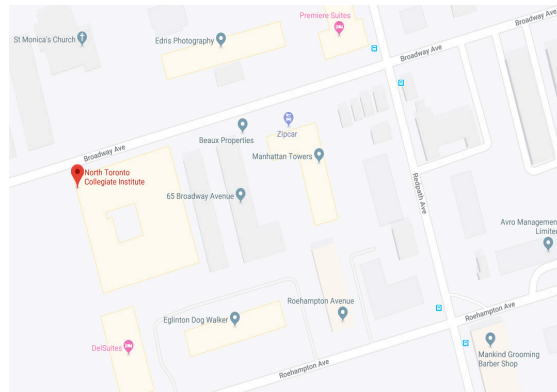 Premiere Suites
Broadway Ave
St Monica's Church
Edris Photography
Broadway Ave
Zipcar
Beaux Properties
Broadway Ave
Manhattan Towers
North Toronto
Collegiate Institute
65 Broadway Avenue
Redpath Ave
Avro Management
Limited
Roehampton Avenue
Roehampton Ave
Eglinton Dog Walker
DelSuites
Mankind Grooming
Barber Shop
Roehampton Ave